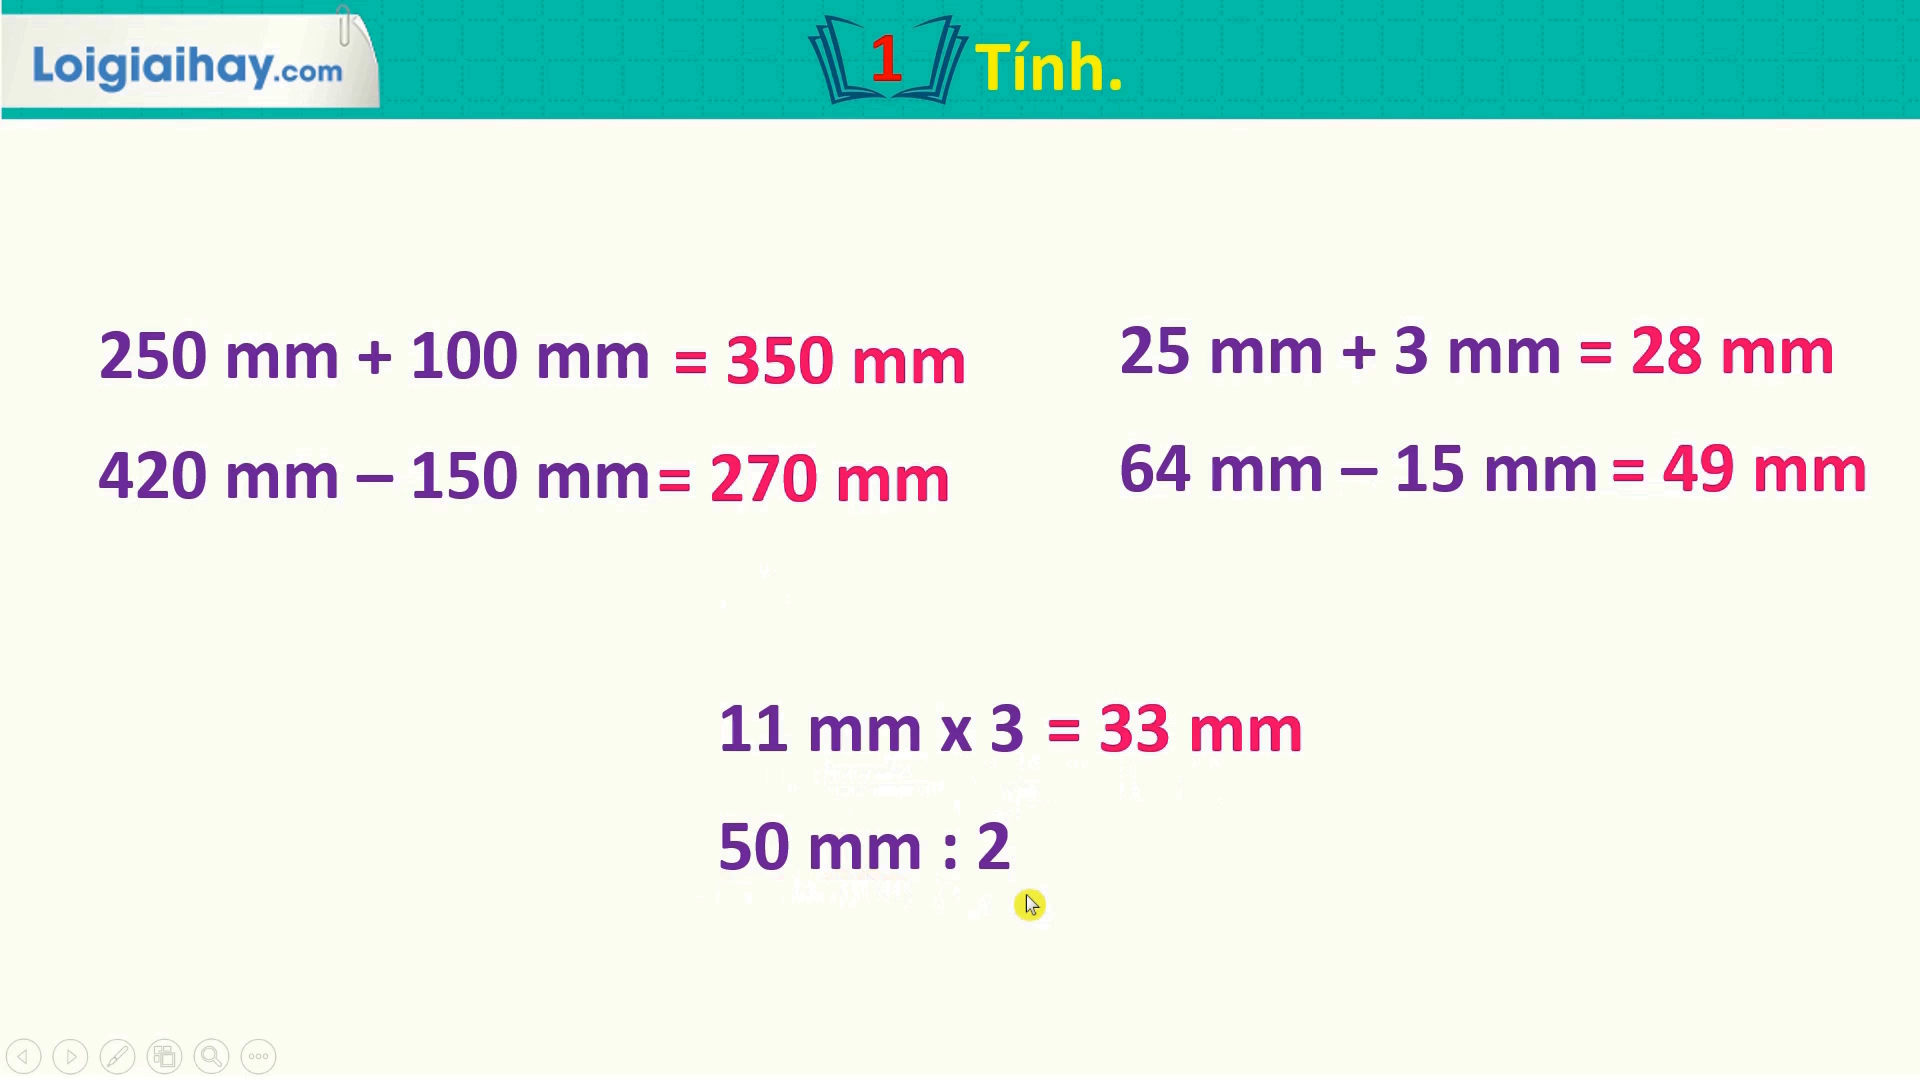 Loigiaihay.com
1 Tính.
250 mm + 100 mm = 350 mm
420 mm – 150 mm = 270 mm
25 mm + 3 mm = 28 mm
64 mm – 15 mm = 49 mm
11 mm x 3 = 33 mm
50 mm : 2